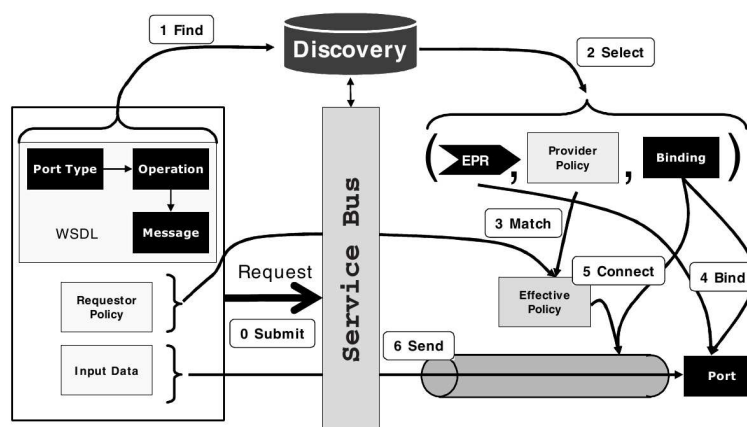 1 Find
Discovery
2 Select
Port Type
Operation
WSDL
Message
Requestor
Policy
Input Data
Request
0 Submit
Service Bus
(
EPR
,
Provider
Policy
,
Binding
)
3 Match
5 Connect
4 Bind
Effective
Policy
6 Send
Port